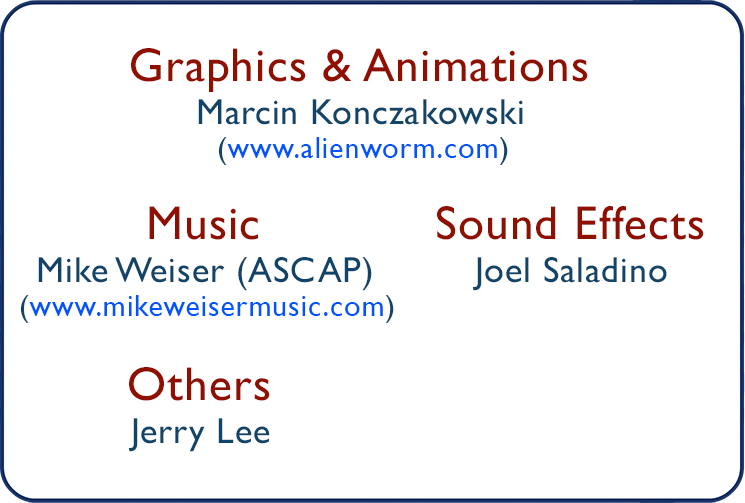 Graphics & Animations
Marcin Konczakowski
(www.alienworm.com)
Music
Mike Weiser (ASCAP)
(www.mikeweisermusic.com)
Sound Effects
Joel Saladino
Others
Jerry Lee